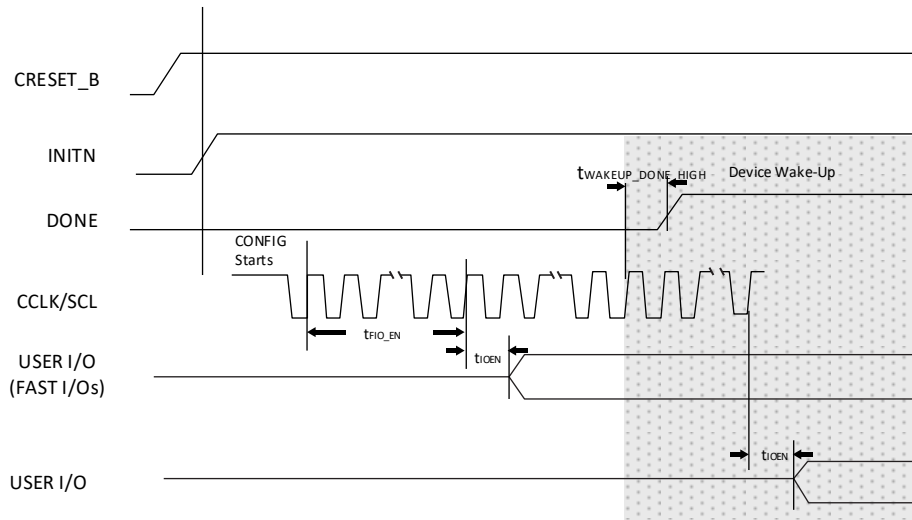 CRESET_B
INITN
tWAKEUP_DONE_HIGH Device Wake-Up
DONE
CONFIG
Starts
CCLK/SCL
tFIO_EN
USER I/O
(FAST I/Os)
tIOEN
tIOEN
USER I/O